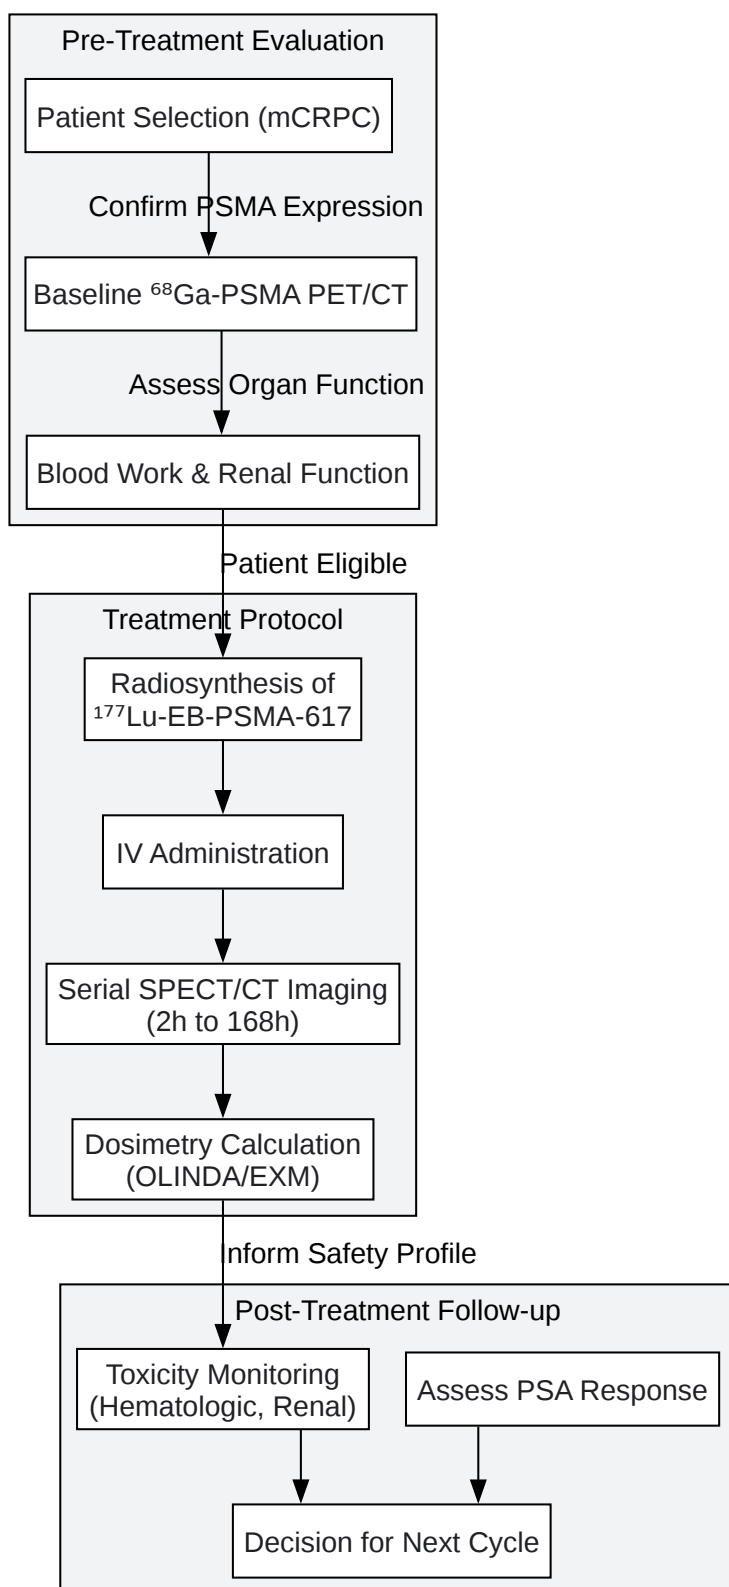 Pre-Treatment Evaluation
Patient Selection (mCRPC)
Confirm PSMA Expression
Baseline ⁶⁸Ga-PSMA PET/CT
Assess Organ Function
Blood Work & Renal Function
Patient Eligible
Treatment Protocol
Radiosynthesis of
¹⁷⁷Lu-EB-PSMA-617
IV Administration
Serial SPECT/CT Imaging
(2h to 168h)
Dosimetry Calculation
(OLINDA/EXM)
Inform Safety Profile
Post-Treatment Follow-up
Toxicity Monitoring
(Hematologic, Renal)
Assess PSA Response
Decision for Next Cycle